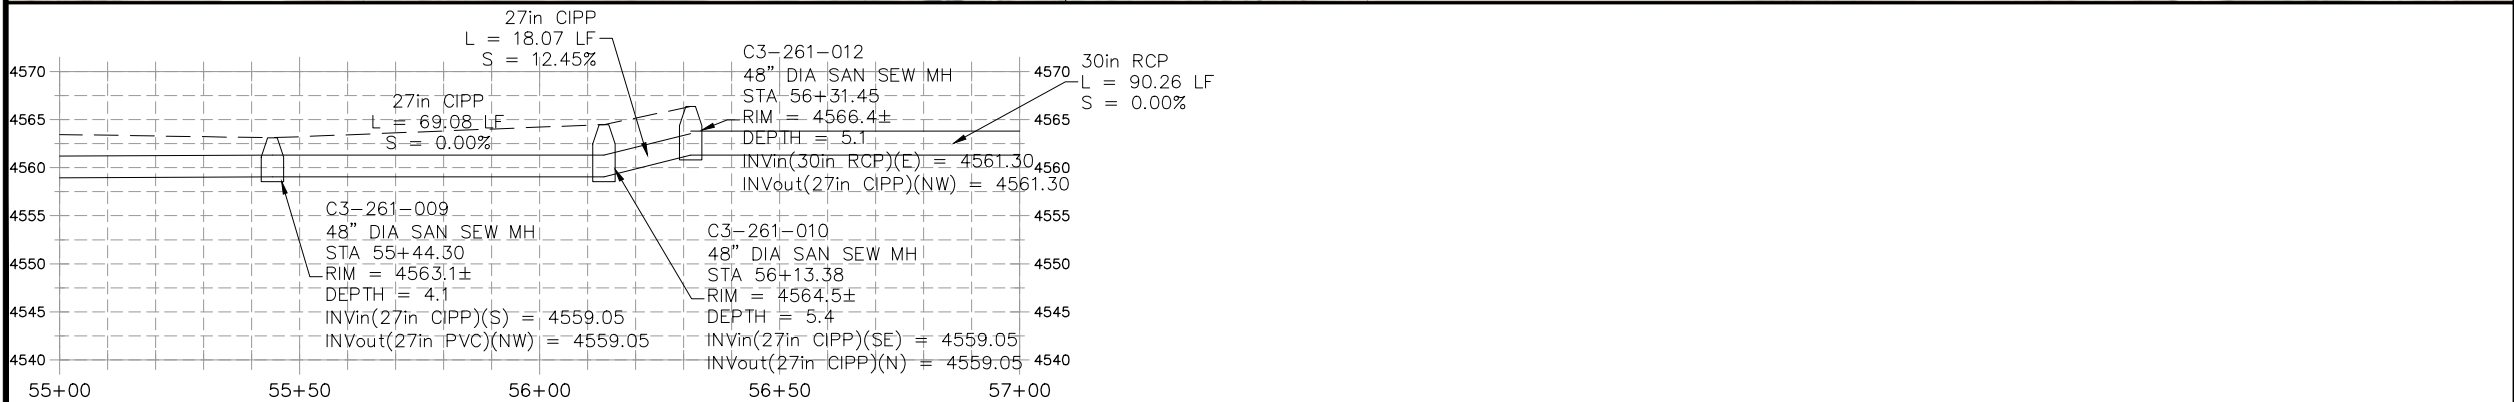 27in CIPP
L = 18.07 LF
S = 12.45%
C3-261-012
48" DIA SAN SEW MH
STA 56+31.45
RIM = 4566.4±
DEPTH = 5.1
INVin(30in RCP)(E) = 4561.30
INVout(27in CIPP)(NW) = 4561.30
30in RCP
L = 90.26 LF
S = 0.00%
27in CIPP
L = 69.08 LF
S = 0.00%
4570
4565
4560
4555
4550
4545
4540
4570
4565
4560
4555
4550
4545
4540
C3-261-009
48" DIA SAN SEW MH
STA 55+44.30
RIM = 4563.1±
DEPTH = 4.1
INVin(27in CIPP)(S) = 4559.05
INVout(27in PVC)(NW) = 4559.05
C3-261-010
48" DIA SAN SEW MH
STA 56+13.38
RIM = 4564.5±
DEPTH = 5.4
INVin(27in CIPP)(SE) = 4559.05
INVout(27in CIPP)(N) = 4559.05
55+00
55+50
56+00
56+50
57+00